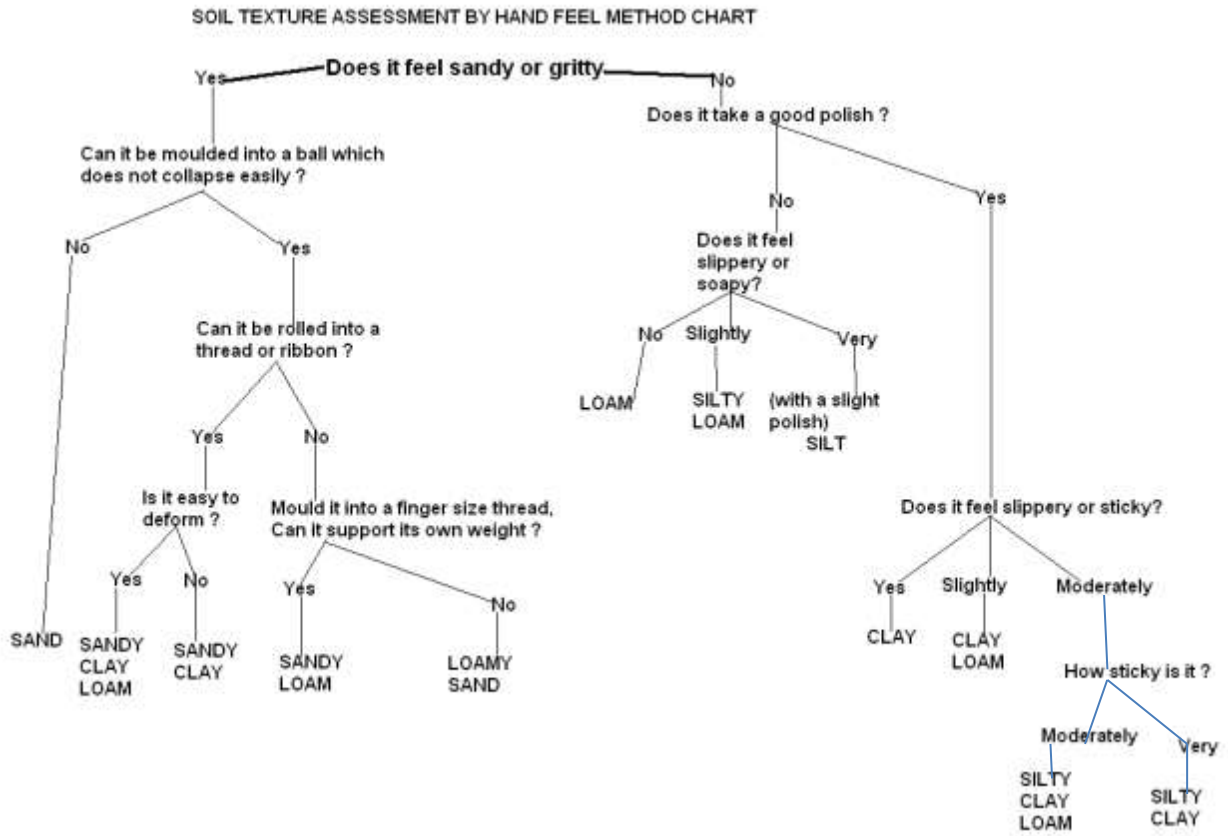 SOIL TEXTURE ASSESSMENT BY HAND FEEL METHOD CHART
Does it feel sandy or gritty
Yes
No
Can it be moulded into a ball which
does not collapse easily ?
No
Yes
Can it be rolled into a
thread or ribbon ?
Yes
No
Is it easy to
deform ?
Mould it into a finger size thread,
Can it support its own weight ?
Yes
No
Yes
No
SAND
SANDY
CLAY
LOAM
SANDY
CLAY
SANDY
LOAM
LOAMY
SAND
Does it take a good polish ?
No
Yes
Does it feel
slippery or
soapy?
No
Slightly
Very
LOAM
SILTY
LOAM
(with a slight
polish)
SILT
Does it feel slippery or sticky?
Yes
Slightly
Moderately
CLAY
CLAY
LOAM
How sticky is it ?
Moderately
Very
SILTY
CLAY
LOAM
SILTY
CLAY